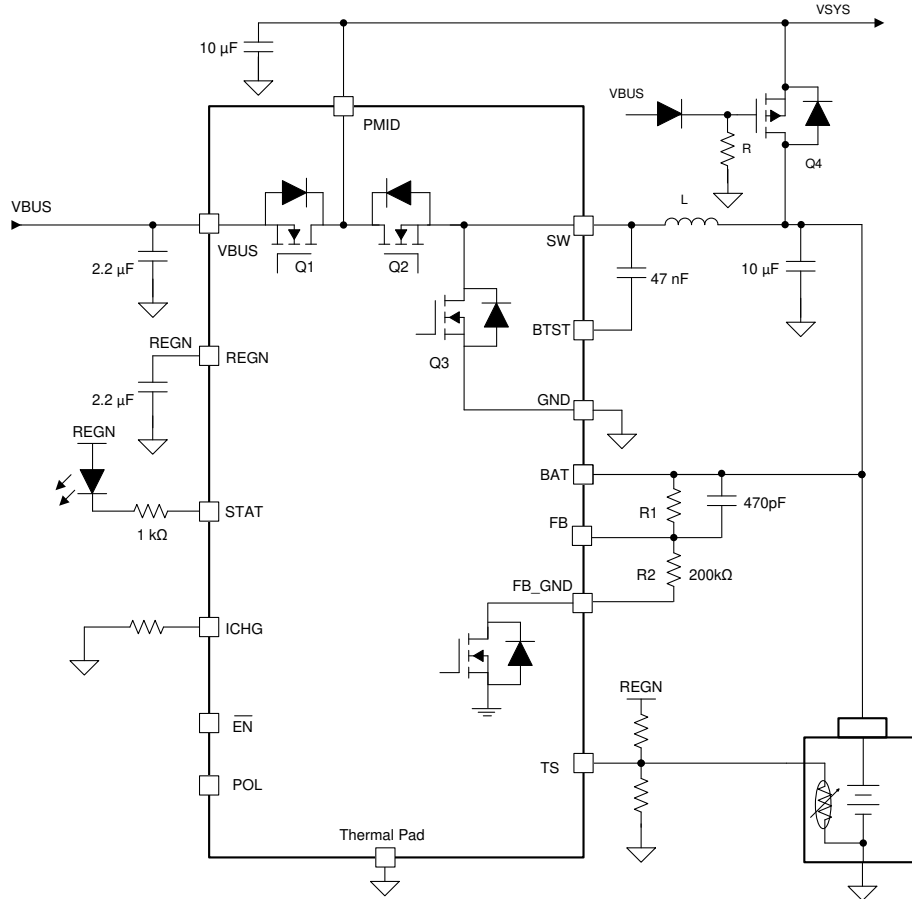 VSYS
10 µF
VBUS
PMID
R
Q4
VBUS
L
VBUS
SW
Q1
Q2
2.2 µF
47 nF
10 µF
BTST
Q3
REGN
REGN
2.2 µF
GND
REGN
BAT
R1
470pF
STAT
FB
1 kΩ
R2
200kΩ
FB_GND
ICHG
REGN
EN
TS
POL
Thermal Pad